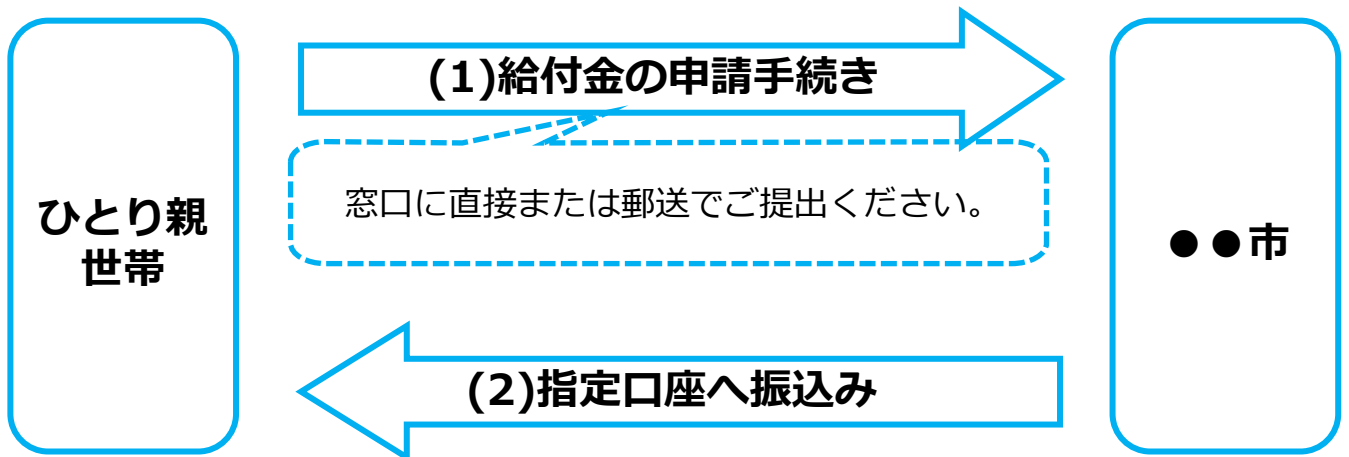 (1)給付金の申請手続き
窓口に直接または郵送でご提出ください。
ひとり親
世帯
●●市
(2)指定口座へ振込み